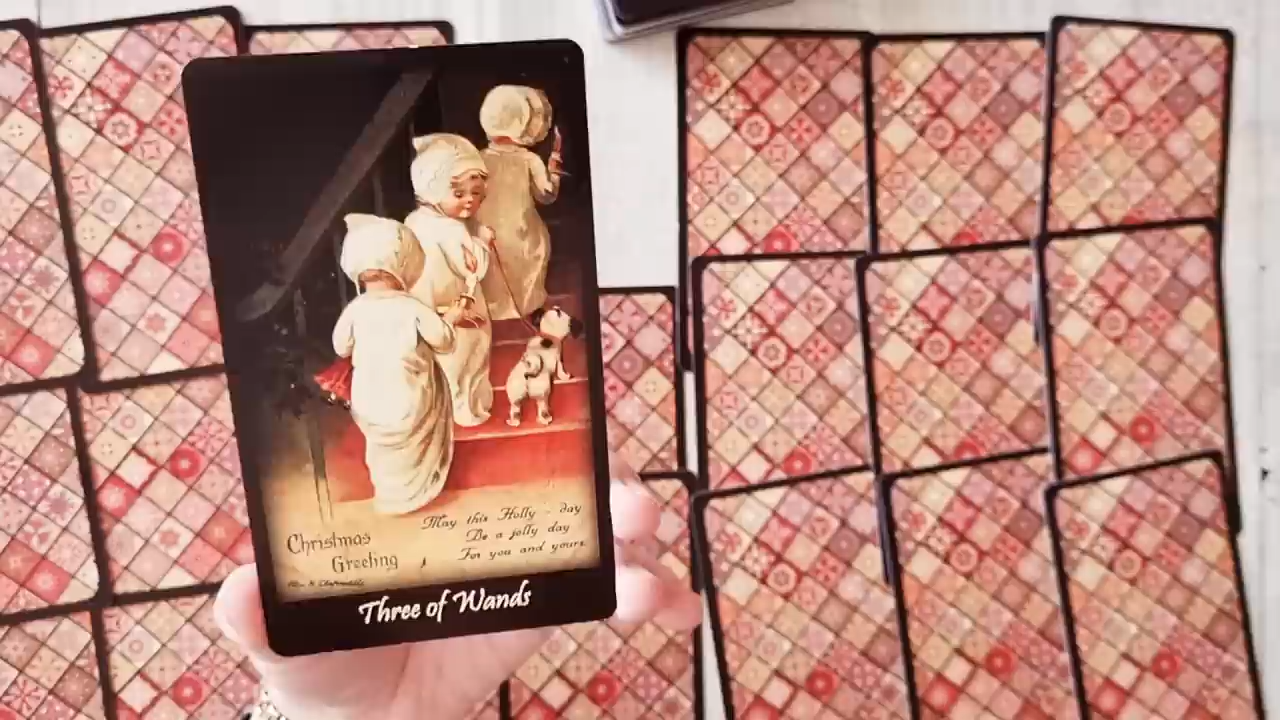 Christmas
Greeting
May this Holly-day
Be a jolly day
For you and yours
Three of Wands